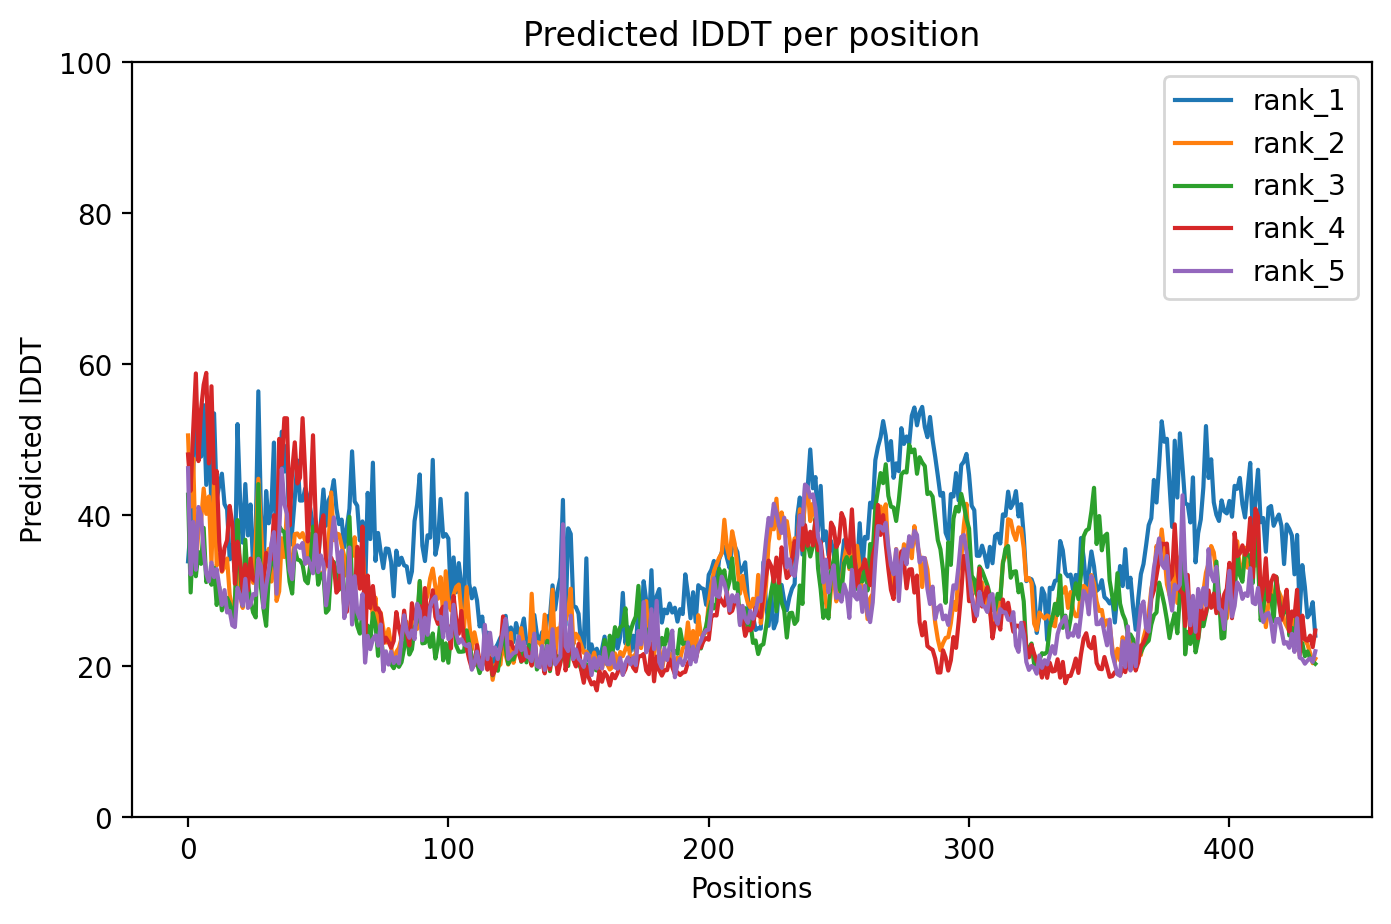 Predicted lDDT per position
100
80
60
40
20
0
Predicted lDDT
0
100
200
300
400
Positions
rank_1
rank_2
rank_3
rank_4
rank_5